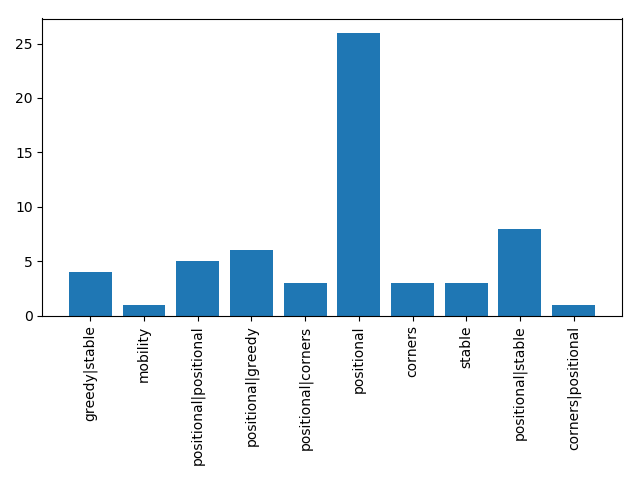 25
20
15
10
5
0
greedy|stable
mobility
positional|positional
positional|greedy
positional|corners
positional
corners
stable
positional|stable
corners|positional